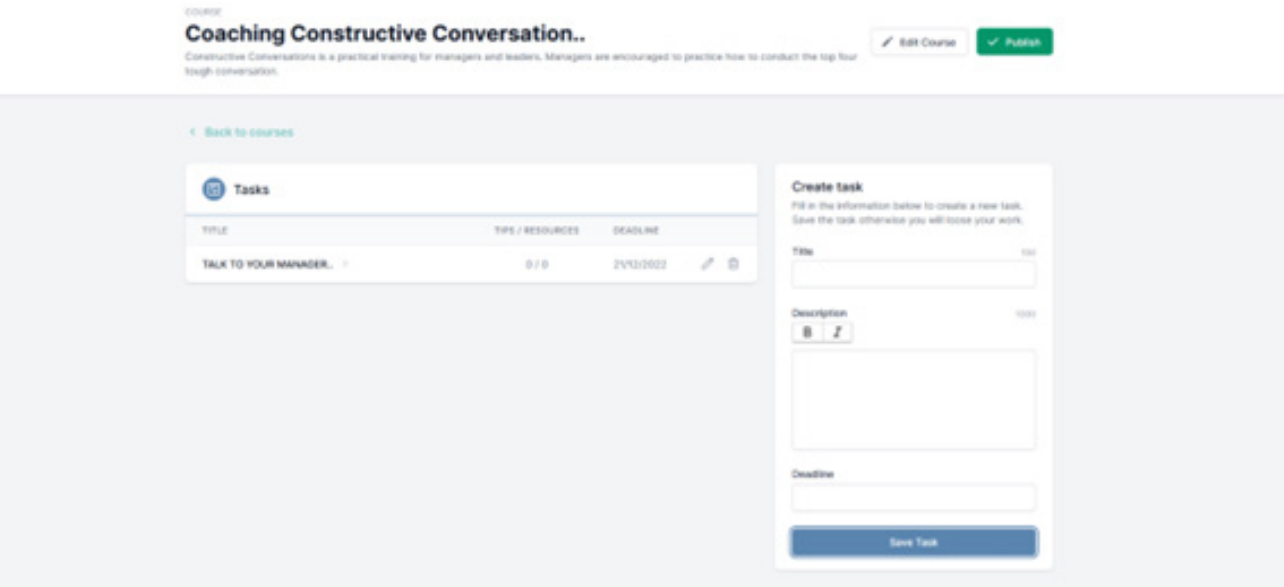 COURSE
Coaching Constructive Conversation..
Constructive Conversations is a practical training for managers and leaders. Managers are encouraged to practice how to conduct the top four
tough conversation.
Edit Course
Publish
Back to courses
Tasks
TITLE TIPS / RESOURCES DEADLINE
TALK TO YOUR MANAGER.. 0 / 0 21/12/2022
Create task
Fill in the information below to create a new task.
Save the task otherwise you will loose your work.
Title
Description
B I
Deadline
Save Task